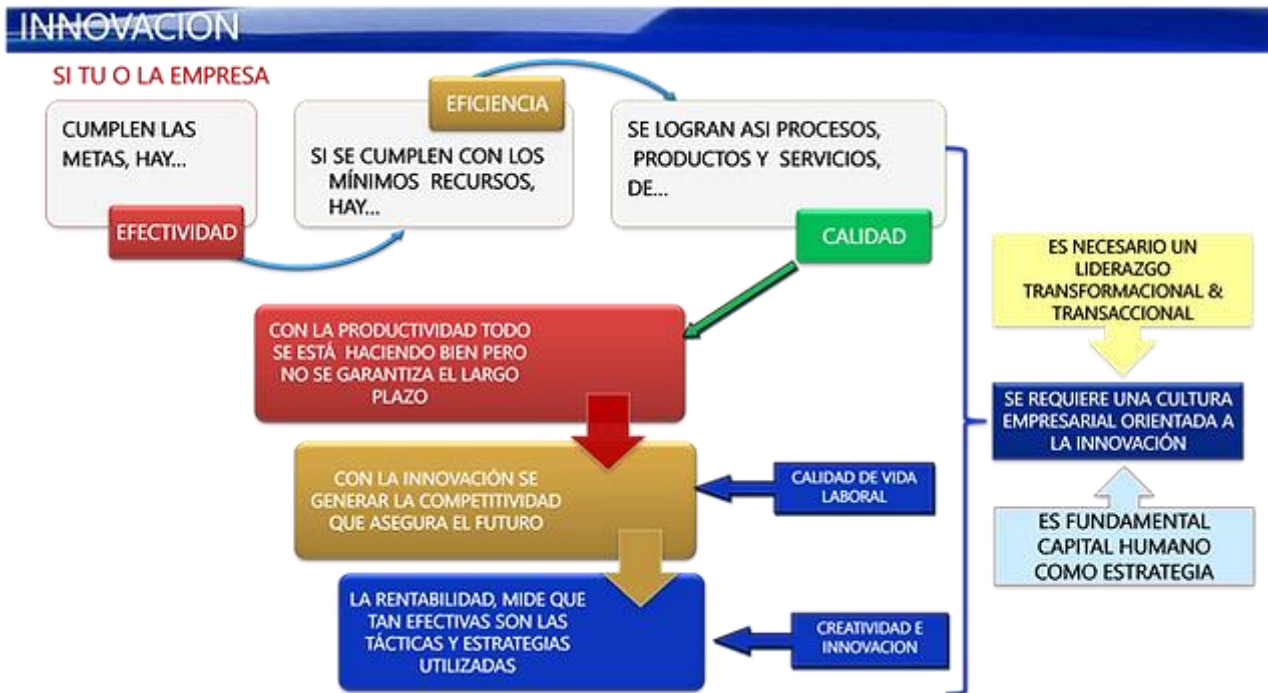 INNOVACION
SI TU O LA EMPRESA
CUMPLEN LAS
METAS, HAY...
EFECTIVIDAD
EFICIENCIA
SI SE CUMPLEN CON LOS
MÍNIMOS RECURSOS,
HAY...
SE LOGRAN ASI PROCESOS,
PRODUCTOS Y SERVICIOS,
DE...
CALIDAD
CON LA PRODUCTIVIDAD TODO
SE ESTÁ HACIENDO BIEN PERO
NO SE GARANTIZA EL LARGO
PLAZO
CON LA INNOVACIÓN SE
GENERAR LA COMPETITIVIDAD
QUE ASEGURA EL FUTURO
CALIDAD DE VIDA
LABORAL
LA RENTABILIDAD, MIDE QUE
TAN EFECTIVAS SON LAS
TÁCTICAS Y ESTRATEGIAS
UTILIZADAS
CREATIVIDAD E
INNOVACION
ES NECESARIO UN
LIDERAZGO
TRANSFORMACIONAL &
TRANSACCIONAL
SE REQUIERE UNA CULTURA
EMPRESARIAL ORIENTADA A
LA INNOVACIÓN
ES FUNDAMENTAL
CAPITAL HUMANO
COMO ESTRATEGIA